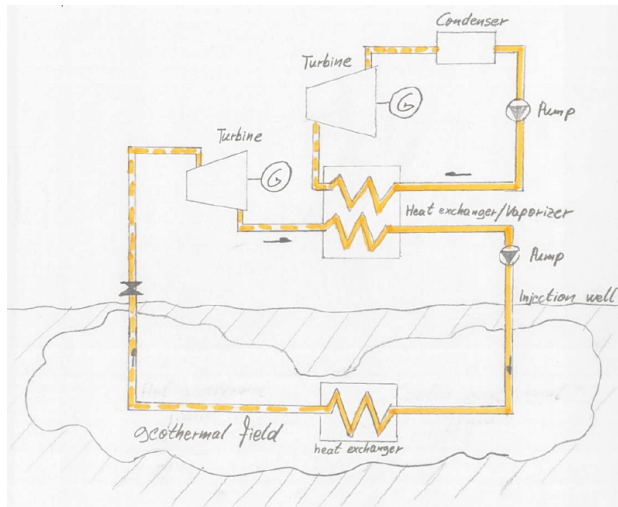 Condenser
Turbine
G
Pump
Turbine
G
Heat exchanger/Vaporizer
Pump
Injection well
geothermal field
heat exchanger